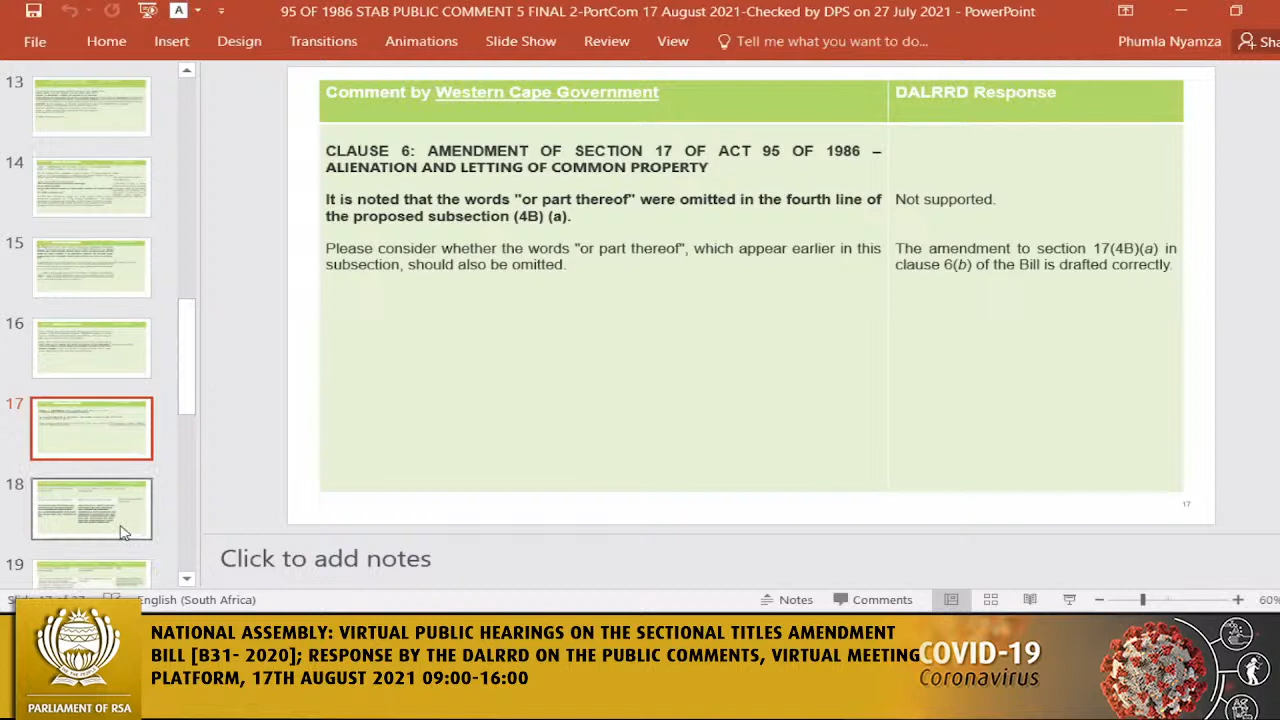 95 OF 1986 STAB PUBLIC COMMENT 5 FINAL 2-PortCom 17 August 2021-Checked by DPS on 27 July 2021 - PowerPoint
File Home Insert Design Transitions Animations Slide Show Review View Tell me what you want to do... Phumla Nyamza Sha
13
14
15
16
17
18
19
Comment by Western Cape Government
DALRRD Response
CLAUSE 6: AMENDMENT OF SECTION 17 OF ACT 95 OF 1986 –
ALIENATION AND LETTING OF COMMON PROPERTY
It is noted that the words "or part thereof" were omitted in the fourth line of
the proposed subsection (4B) (a).
Please consider whether the words "or part thereof", which appear earlier in this
subsection, should also be omitted.
Not supported.
The amendment to section 17(4B)(a) in
clause 6(b) of the Bill is drafted correctly.
17
Click to add notes
English (South Africa)
Notes Comments 60%
PARLIAMENT OF RSA
NATIONAL ASSEMBLY: VIRTUAL PUBLIC HEARINGS ON THE SECTIONAL TITLES AMENDMENT
BILL [B31- 2020]; RESPONSE BY THE DALRRD ON THE PUBLIC COMMENTS, VIRTUAL MEETING
PLATFORM, 17TH AUGUST 2021 09:00-16:00
COVID-19
Coronavirus